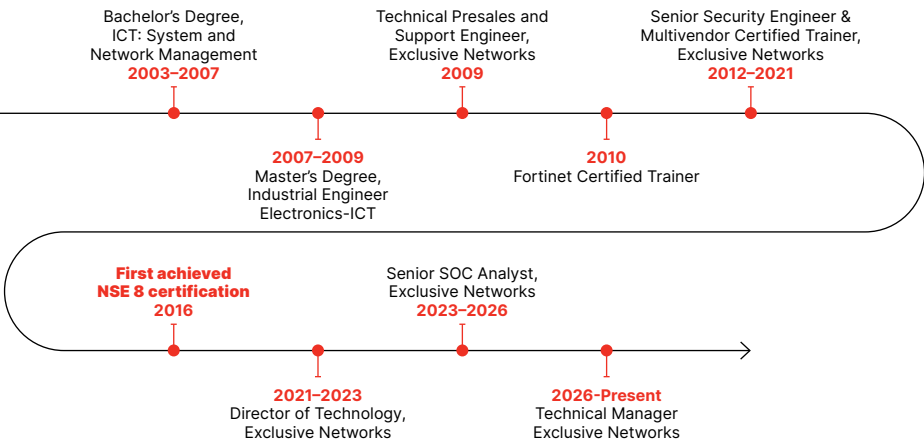 Bachelor’s Degree,
ICT: System and
Network Management
2003–2007
2007–2009
Master’s Degree,
Industrial Engineer
Electronics-ICT
Technical Presales and
Support Engineer,
Exclusive Networks
2009
2010
Fortinet Certified Trainer
Senior Security Engineer &
Multivendor Certified Trainer,
Exclusive Networks
2012–2021
First achieved
NSE 8 certification
2016
2021–2023
Director of Technology,
Exclusive Networks
Senior SOC Analyst,
Exclusive Networks
2023–2026
2026-Present
Technical Manager
Exclusive Networks